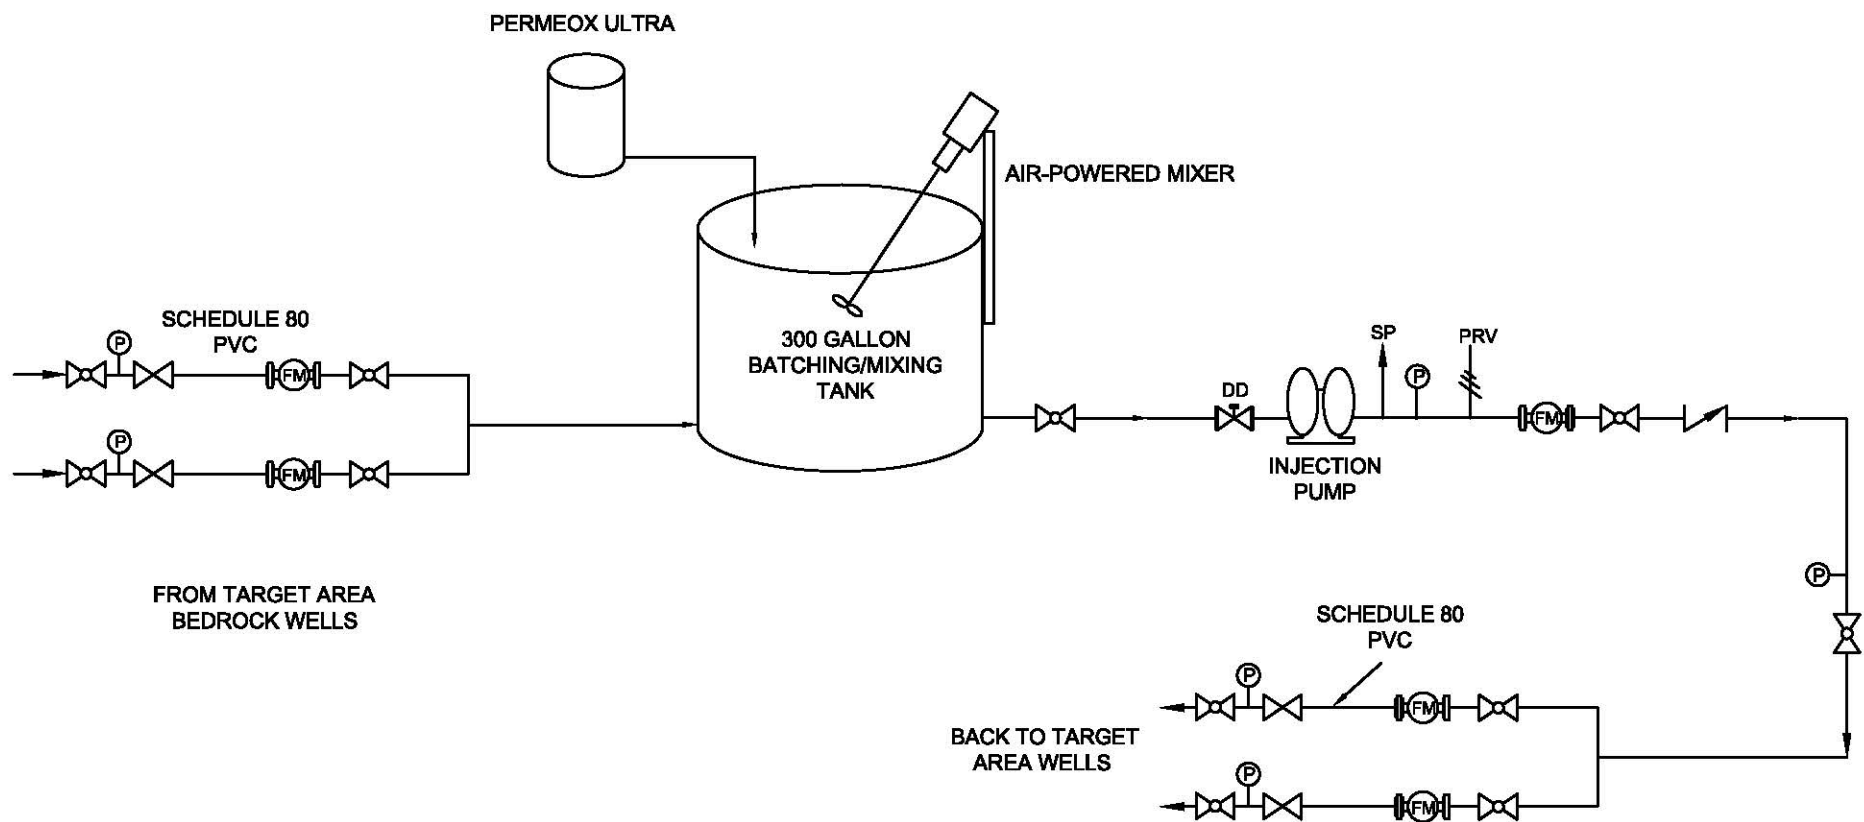 PERMEOX ULTRA
AIR-POWERED MIXER
SCHEDULE 80
PVC
P
FM
P
FM
300 GALLON
BATCHING/MIXING
TANK
SP
PRV
P
DD
FM
INJECTION
PUMP
FROM TARGET AREA
BEDROCK WELLS
P
SCHEDULE 80
PVC
P
FM
BACK TO TARGET
AREA WELLS
P
FM